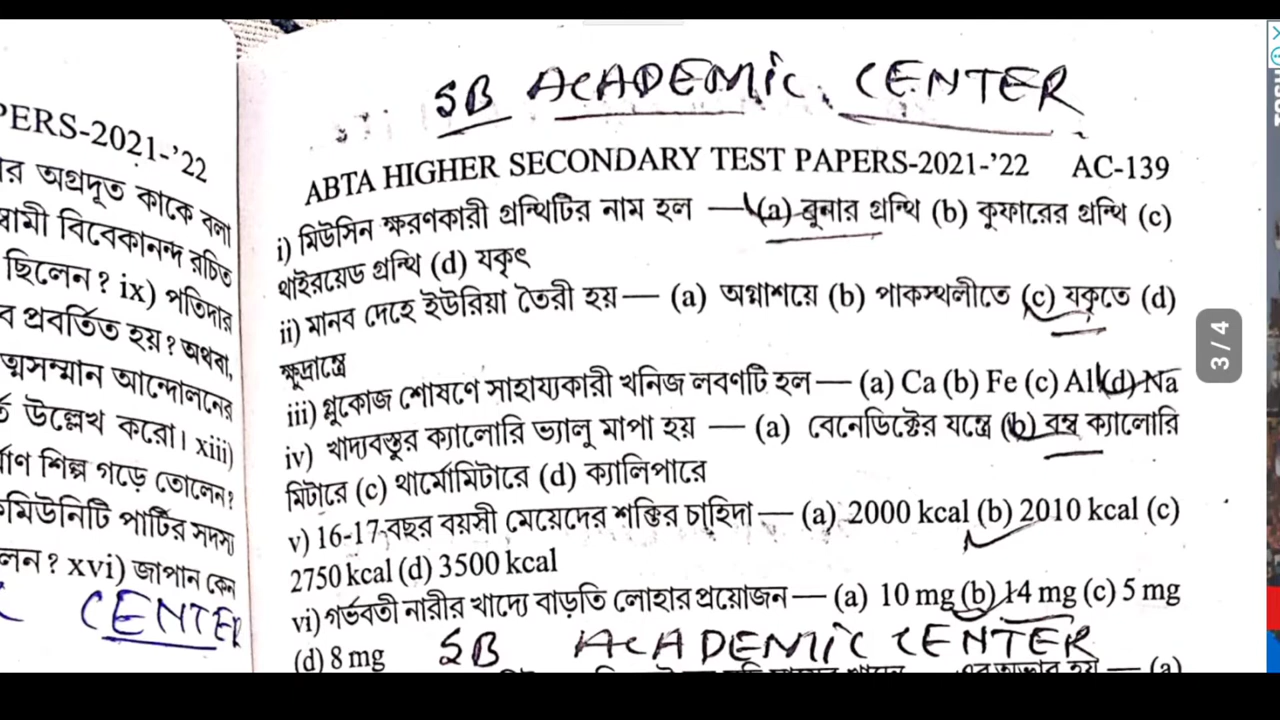 PERS-2021-'22
র অগ্রদূত কাকে বলা
স্বামী বিবেকানন্দ রচিত
ছিলেন? ix) পতিদার
ব প্রবর্তিত হয়? অথবা,
ত্মসম্মান আন্দোলনের
উল্লেখ করো। xiii)
র্মাণ শিল্প গড়ে তোলেন?
কমিউনিটি পার্টির সদস্য
লেন? xvi) জাপান কেন
CENTER
SB ACADEMIC CENTER
ABTA HIGHER SECONDARY TEST PAPERS-2021-'22 AC-139
i) মিউসিন ক্ষরণকারী গ্রন্থিটির নাম হল — (a) ব্রুনার গ্রন্থি (b) কুফারের গ্রন্থি (c)
থাইরয়েড গ্রন্থি (d) যকৃৎ
ii) মানব দেহে ইউরিয়া তৈরী হয়— (a) অগ্নাশয়ে (b) পাকস্থলীতে (c) যকৃতে (d)
ক্ষুদ্রান্ত্রে
iii) গ্লুকোজ শোষণে সাহায্যকারী খনিজ লবণটি হল— (a) Ca (b) Fe (c) Al (d) Na
iv) খাদ্যবস্তুর ক্যালোরি ভ্যালু মাপা হয় — (a) বেনেডিক্টের যন্ত্রে (b) বম্ব ক্যালোরি
মিটারে (c) থার্মোমিটারে (d) ক্যালিপারে
v) 16-17-বছর বয়সী মেয়েদের শক্তির চাহিদা— (a) 2000 kcal (b) 2010 kcal (c)
2750 kcal (d) 3500 kcal
vi) গর্ভবতী নারীর খাদ্যে বাড়তি লোহার প্রয়োজন— (a) 10 mg (b) 14 mg (c) 5 mg
(d) 8 mg
SB ACADEMIC CENTER
3 / 4